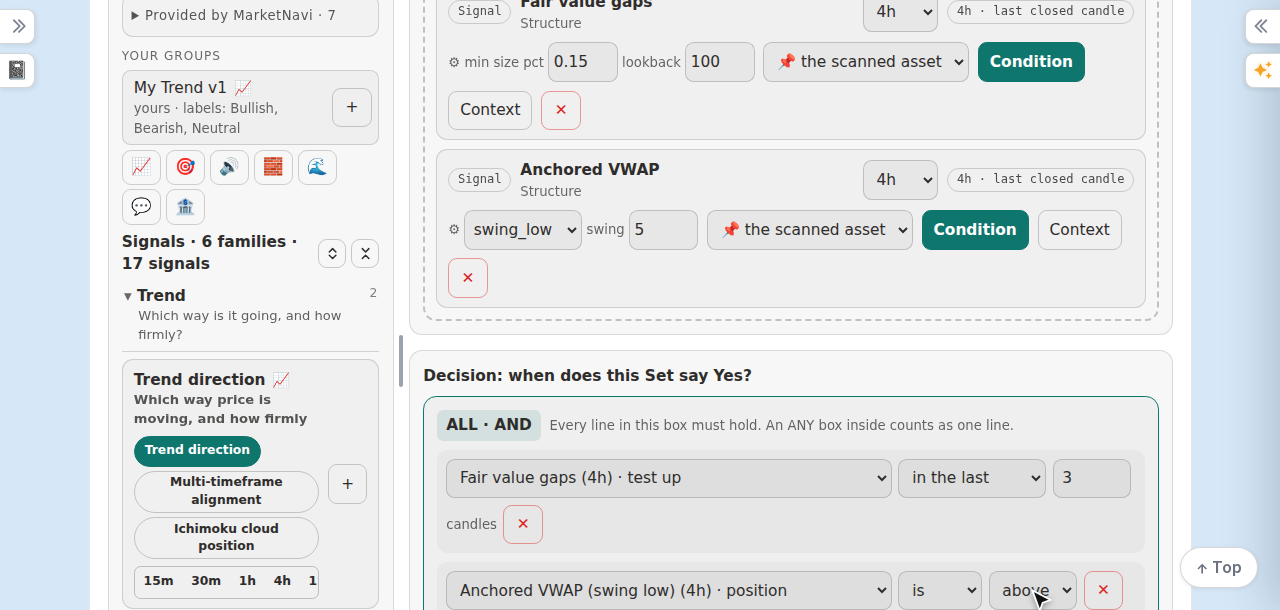 ▶ Provided by MarketNavi · 7
YOUR GROUPS
My Trend v1 📈
yours · labels: Bullish,
Bearish, Neutral
+
Signals · 6 families ·
17 signals
▼ Trend 2
Which way is it going, and how
firmly?
Trend direction 📈
Which way price is
moving, and how firmly
Trend direction
Multi-timeframe
alignment
+
Ichimoku cloud
position
15m 30m 1h 4h 1
Signal Fair value gaps 4h 4h · last closed candle
Structure
⚙ min size pct 0.15 lookback 100 📌 the scanned asset Condition
Context ✕
Signal Anchored VWAP 4h 4h · last closed candle
Structure
⚙ swing_low swing 5 📌 the scanned asset Condition Context
✕
Decision: when does this Set say Yes?
ALL · AND Every line in this box must hold. An ANY box inside counts as one line.
Fair value gaps (4h) · test up in the last 3
candles ✕
Anchored VWAP (swing low) (4h) · position is above ✕
↑ Top